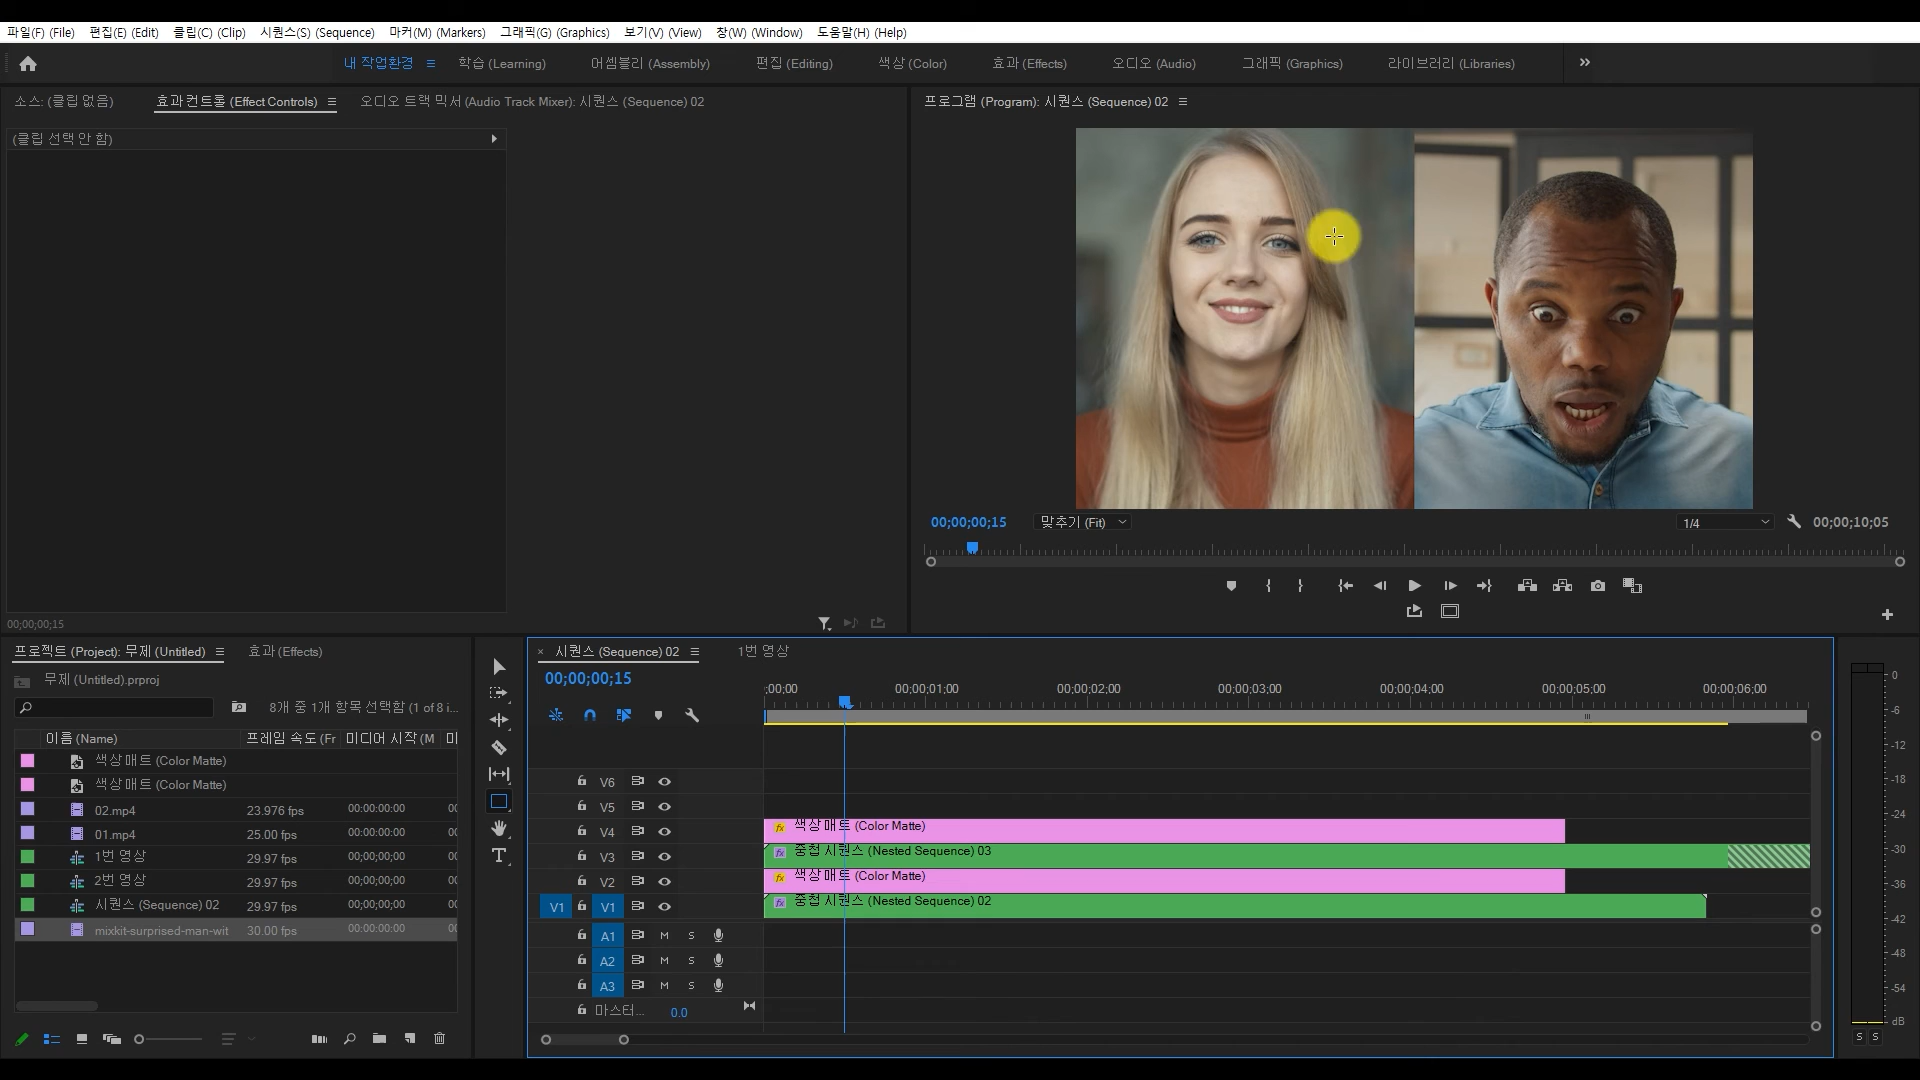 파일(F) (File) 편집(E) (Edit) 클립(C) (Clip) 시퀀스(S) (Sequence) 마커(M) (Markers) 그래픽(G) (Graphics) 보기(V) (View) 창(W) (Window) 도움말(H) (Help)
내 작업환경 학습 (Learning) 어셈블리 (Assembly) 편집 (Editing) 색상 (Color) 효과 (Effects) 오디오 (Audio) 그래픽 (Graphics) 라이브러리 (Libraries)
소스: (클립 없음) 효과 컨트롤 (Effect Controls) 오디오 트랙 믹서 (Audio Track Mixer): 시퀀스 (Sequence) 02
프로그램 (Program): 시퀀스 (Sequence) 02
(클립 선택 안 함)
00;00;00;15 맞추기 (Fit) 1/4 00;00;10;05
00;00;00;15
프로젝트 (Project): 무제 (Untitled) 효과 (Effects)
무제 (Untitled).prproj
8개 중 1개 항목 선택함 (1 of 8 i...
이름 (Name) 프레임 속도 (Fr 미디어 시작 (M 미
색상 매트 (Color Matte)
색상 매트 (Color Matte)
02.mp4 23.976 fps 00:00:00:00 00
01.mp4 25.00 fps 00:00:00:00 00
1번 영상 29.97 fps 00;00;00;00 00
2번 영상 29.97 fps 00;00;00;00 00
시퀀스 (Sequence) 02 29.97 fps 00;00;00;00 00
mixkit-surprised-man-wit 30.00 fps 00:00:00:00 00
시퀀스 (Sequence) 02 1번 영상
00;00;00;15
;00;00 00;00;01;00 00;00;02;00 00;00;03;00 00;00;04;00 00;00;05;00 00;00;06;00
V6
V5
V4 fx 색상 매트 (Color Matte)
V3 fx 중첩 시퀀스 (Nested Sequence) 03
V2 fx 색상 매트 (Color Matte)
V1 V1 fx 중첩 시퀀스 (Nested Sequence) 02
A1 M S
A2 M S
A3 M S
마스터... 0.0
0
-6
-12
-18
-24
-30
-36
-42
-48
-54
dB
S S